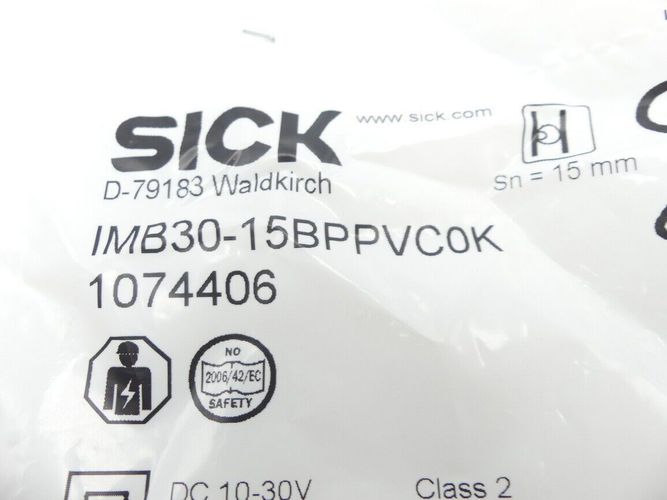 SICK
www.sick.com
D-79183 Waldkirch
Sn = 15 mm
IMB30-15BPPVC0K
1074406
NO
2006/42/EC
SAFETY
DC 10-30V
Class 2